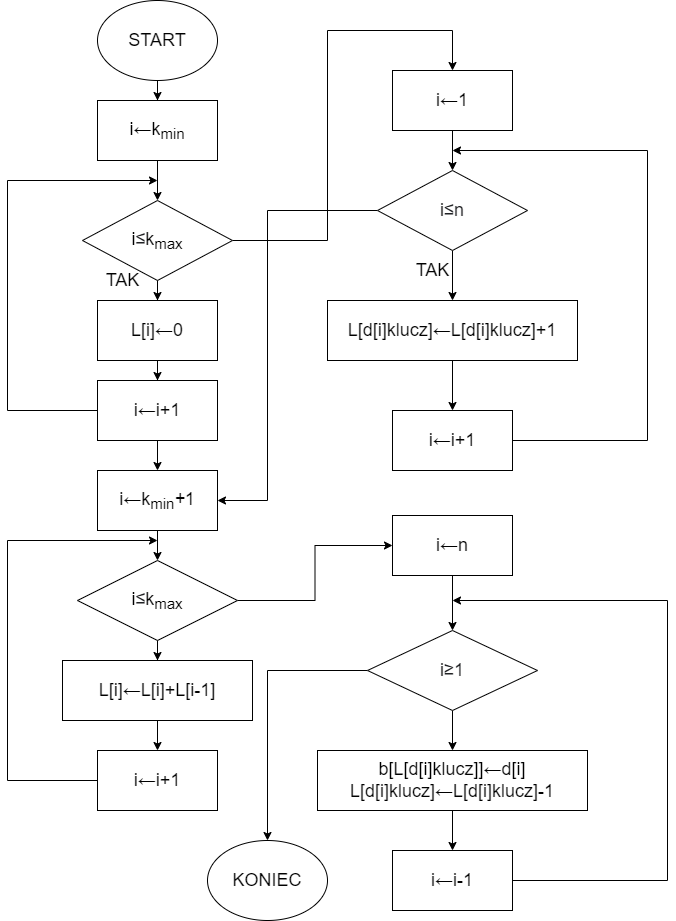 START
i←kmin
i≤kmax
TAK
L[i]←0
i←i+1
i←1
i≤n
TAK
L[d[i]klucz]←L[d[i]klucz]+1
i←i+1
i←kmin+1
i≤kmax
L[i]←L[i]+L[i-1]
i←i+1
i←n
i≥1
b[L[d[i]klucz]]←d[i]
L[d[i]klucz]←L[d[i]klucz]-1
i←i-1
KONIEC